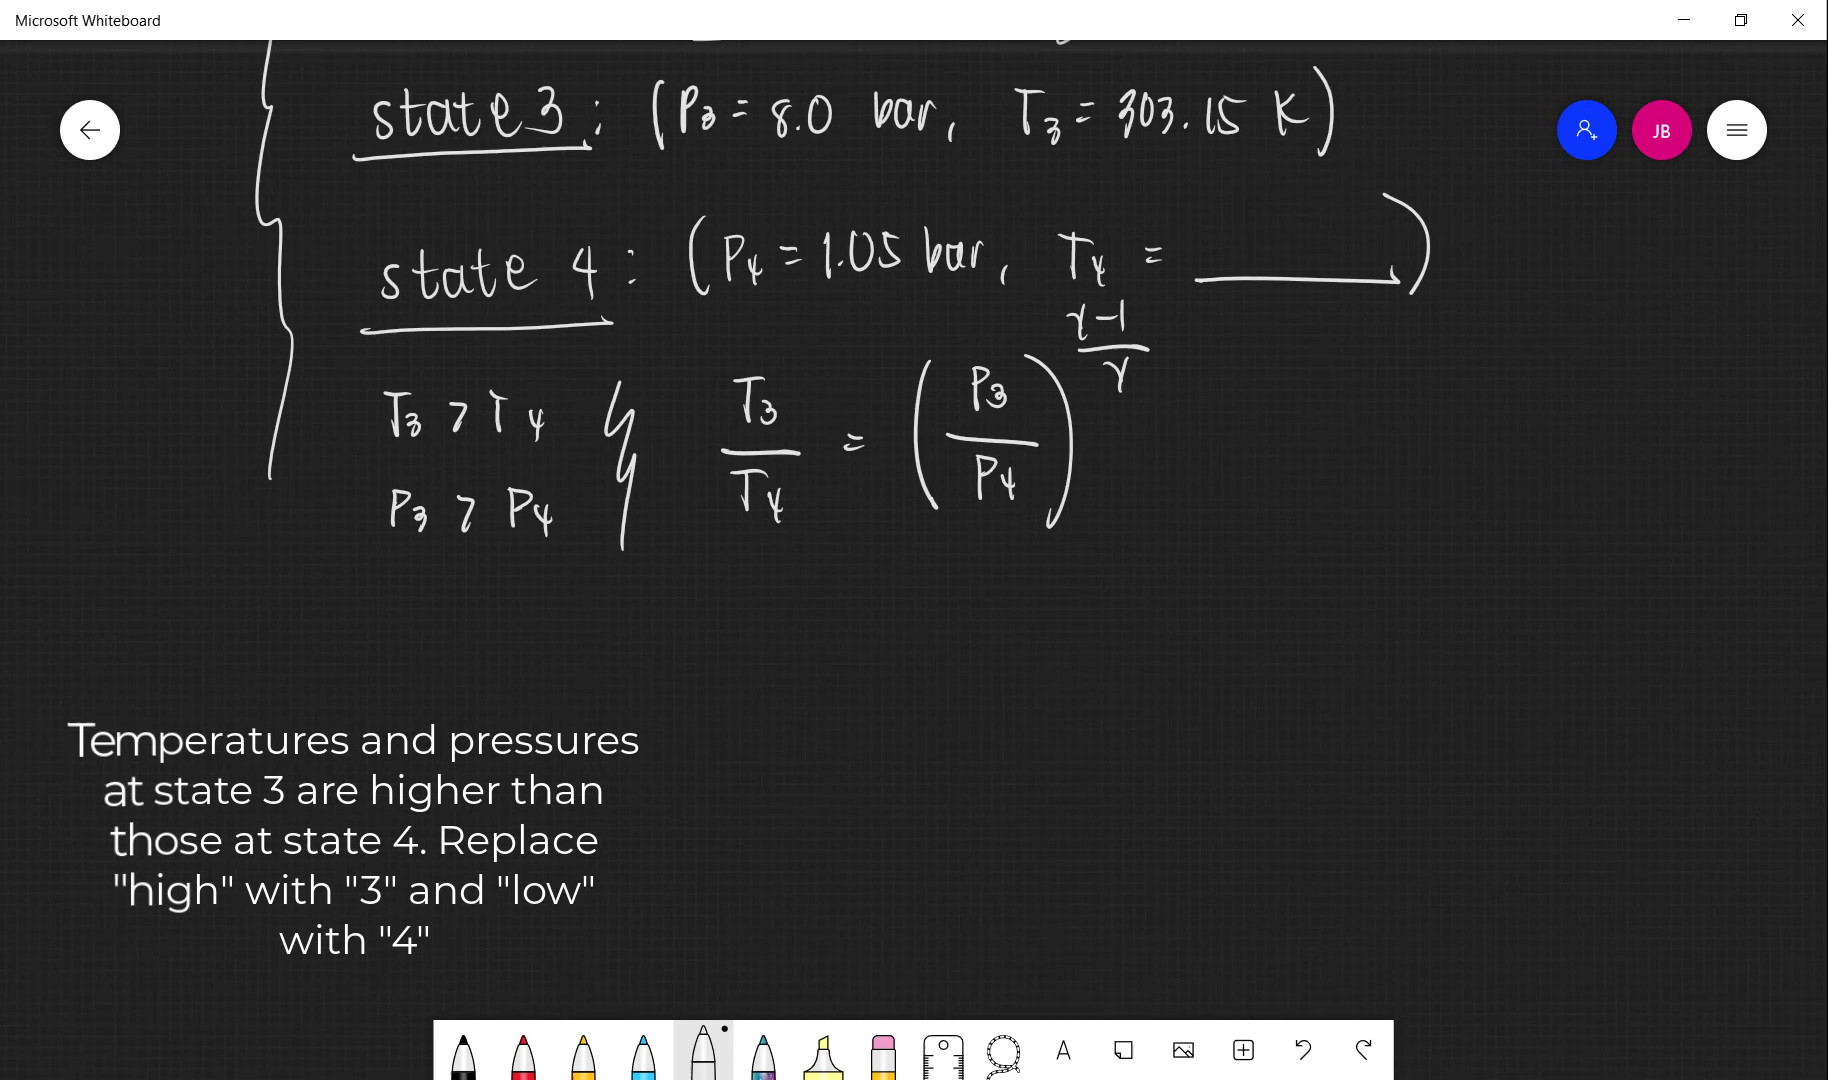 Microsoft Whiteboard
state 3 : (P3 = 8.0 bar, T3 = 303.15 K)
JB
state 4 : (P4 = 1.05 bar, T4 = ______)
T3 > T4
P3 > P4
T3/T4 = (P3/P4)^(γ-1)/γ
Temperatures and pressures
at state 3 are higher than
those at state 4. Replace
"high" with "3" and "low"
with "4"
A